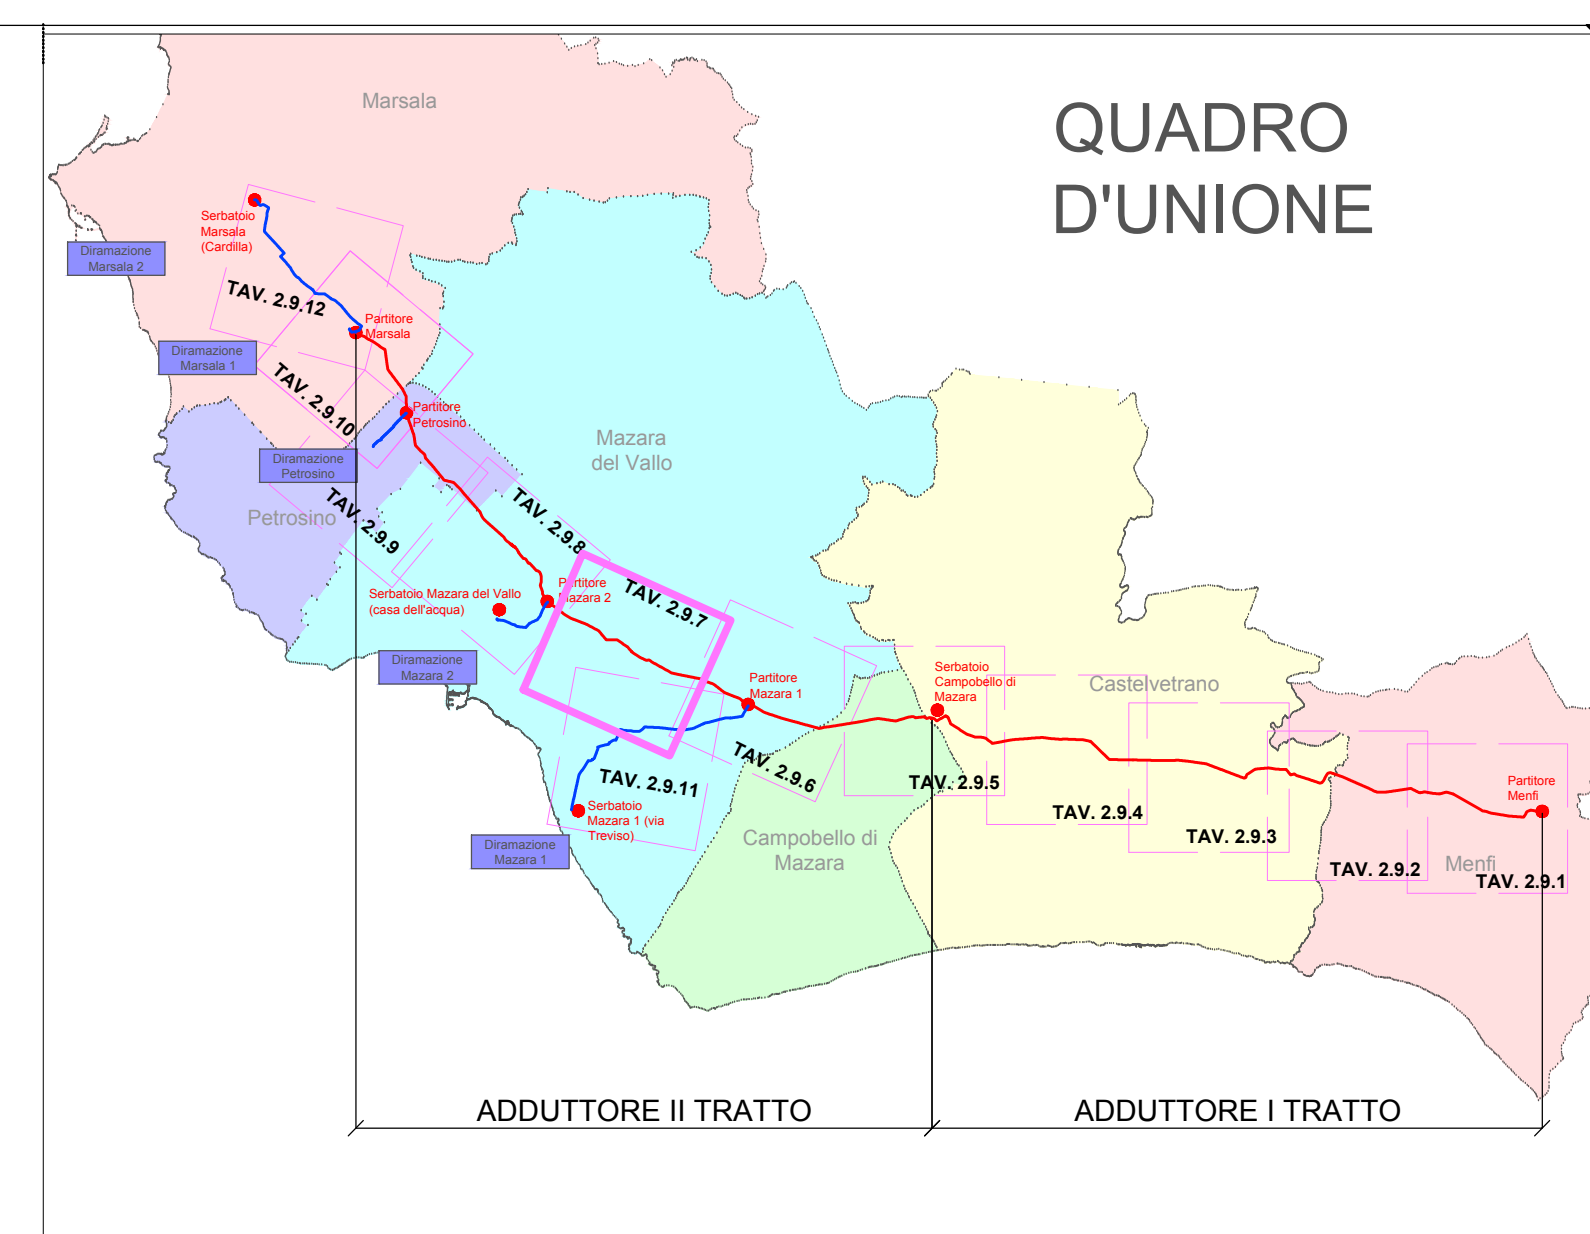 QUADRO
D'UNIONE
Marsala
Serbatoio
Marsala
(Cardilla)
Diramazione
Marsala 2
TAV. 2.9.12
Partitore
Marsala
Diramazione
Marsala 1
TAV. 2.9.10
Partitore
Petrosino
Diramazione
Petrosino
Mazara
del Vallo
Petrosino
TAV. 2.9.9
TAV. 2.9.8
Serbatoio Mazara del Vallo
(casa dell'acqua)
Partitore
Mazara 2
TAV. 2.9.7
Diramazione
Mazara 2
Partitore
Mazara 1
Serbatoio
Campobello di
Mazara
Castelvetrano
TAV. 2.9.6
TAV. 2.9.11
TAV. 2.9.5
TAV. 2.9.4
TAV. 2.9.3
TAV. 2.9.2
TAV. 2.9.1
Partitore
Menfi
Menfi
Serbatoio
Mazara 1 (via
Treviso)
Diramazione
Mazara 1
Campobello di
Mazara
ADDUTTORE II TRATTO
ADDUTTORE I TRATTO